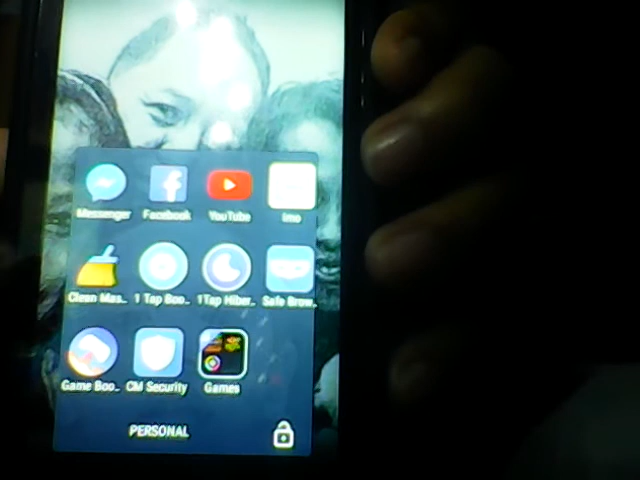 Messenger Facebook YouTube Imo
Clean Mas.. 1 Tap Boo.. 1Tap Hiber.. Safe Brow..
Game Boo.. CM Security Games
PERSONAL